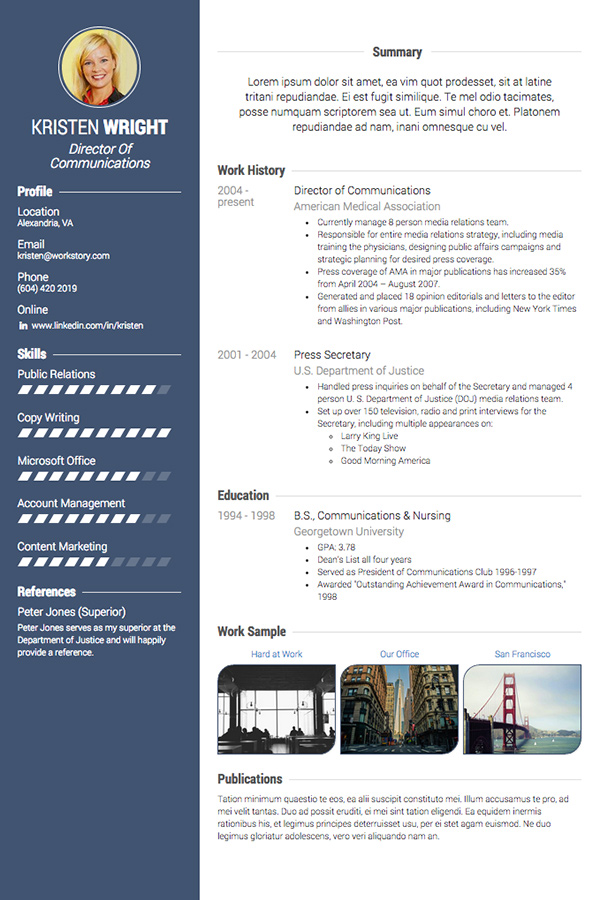 KRISTEN WRIGHT
Director Of
Communications
Profile
Location
Alexandria, VA
Email
kristen@workstory.com
Phone
(604) 420 2019
Online
in www.linkedin.com/in/kristen
Skills
Public Relations
Copy Writing
Microsoft Office
Account Management
Content Marketing
References
Peter Jones (Superior)
Peter Jones serves as my superior at the
Department of Justice and will happily
provide a reference.
Summary
Lorem ipsum dolor sit amet, ea vim quy prodesset, sit at latine
tritani repudiandae. Ei est fugit similique. Te melo odio tacimates,
posse numquam scriptorem sea ut. Eum simul choro et. Platonem
repudiandae ad nam, inani omnesque cu vel.
Work History
2004 -
present
Director of Communications
American Medical Association
• Currently manage 8 person media relations team.
• Responsible for entire media relations strategy, including media
training the physicians, designing public affairs campaigns and
strategic planning for desired press coverage.
• Press coverage of AMA in major publications has increased 35%
from April 2004 – August 2007.
• Generated and placed 18 opinion editorials and letters to the editor
from allies in various major publications, including New York Times
and Washington Post.
2001 - 2004
Press Secretary
U.S. Department of Justice
• Handled press inquiries on behalf of the Secretary and managed 4
person U. S. Department of Justice (DOJ) media relations team.
• Set up over 150 television, radio and print interviews for the
Secretary, including multiple appearances on:
○ Larry King Live
○ The Today Show
○ Good Morning America
Education
1994 - 1998
B.S., Communications & Nursing
Georgetown University
• GPA: 3.78
• Dean's List all four years
• Served as President of Communications Club 1996-1997
• Awarded "Outstanding Achievement Award in Communications,"
1998
Work Sample
Hard at Work
Our Office
San Francisco
Publications
Tation minimum quaestio te eos, ea alii suscipit constituto mei. Illum accusamus te pro, ad
mei velit tantas. Dui at possit efficiantur, ei mei sint tation eligendi. Ea everti inermis
probatus his, et legimus principes deterruisset usu, per ei stet agam euismod. Ne duo
legimus gloriatur adolescens, vero veri aliquando nam an.